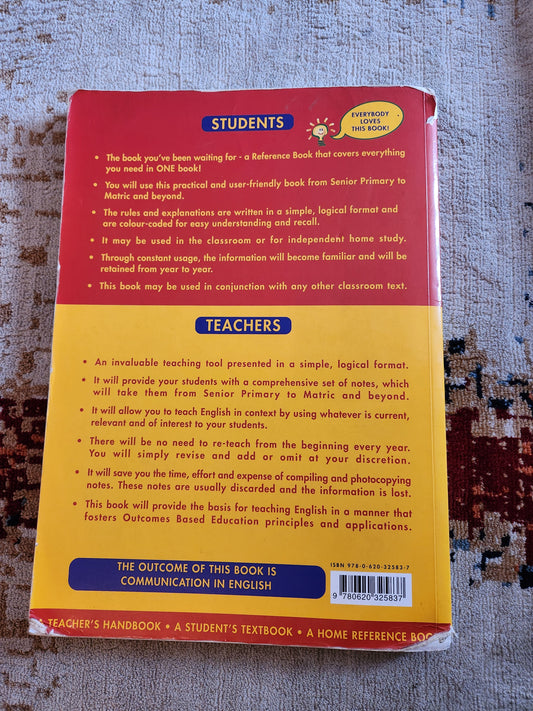 STUDENTS
EVERYBODY
LOVES
THIS BOOK!
• The book you've been waiting for - a Reference Book that covers everything
you need in ONE book!
• You will use this practical and user-friendly book from Senior Primary to
Matric and beyond.
• The rules and explanations are written in a simple, logical format and
are colour-coded for easy understanding and recall.
• It may be used in the classroom or for independent home study.
• Through constant usage, the information will become familiar and will be
retained from year to year.
• This book may be used in conjunction with any other classroom text.
TEACHERS
• An invaluable teaching tool presented in a simple, logical format.
• It will provide your students with a comprehensive set of notes, which
will take them from Senior Primary to Matric and beyond.
• It will allow you to teach English in context by using whatever is current,
relevant and of interest to your students.
• There will be no need to re-teach from the beginning every year.
You will simply revise and add or omit at your discretion.
• It will save you the time, effort and expense of compiling and photocopying
notes. These notes are usually discarded and the information is lost.
• This book will provide the basis for teaching English in a manner that
fosters Outcomes Based Education principles and applications.
THE OUTCOME OF THIS BOOK IS
COMMUNICATION IN ENGLISH
ISBN 978-0-620-32583-7
9 780620 325837
TEACHER'S HANDBOOK • A STUDENT'S TEXTBOOK • A HOME REFERENCE BOO